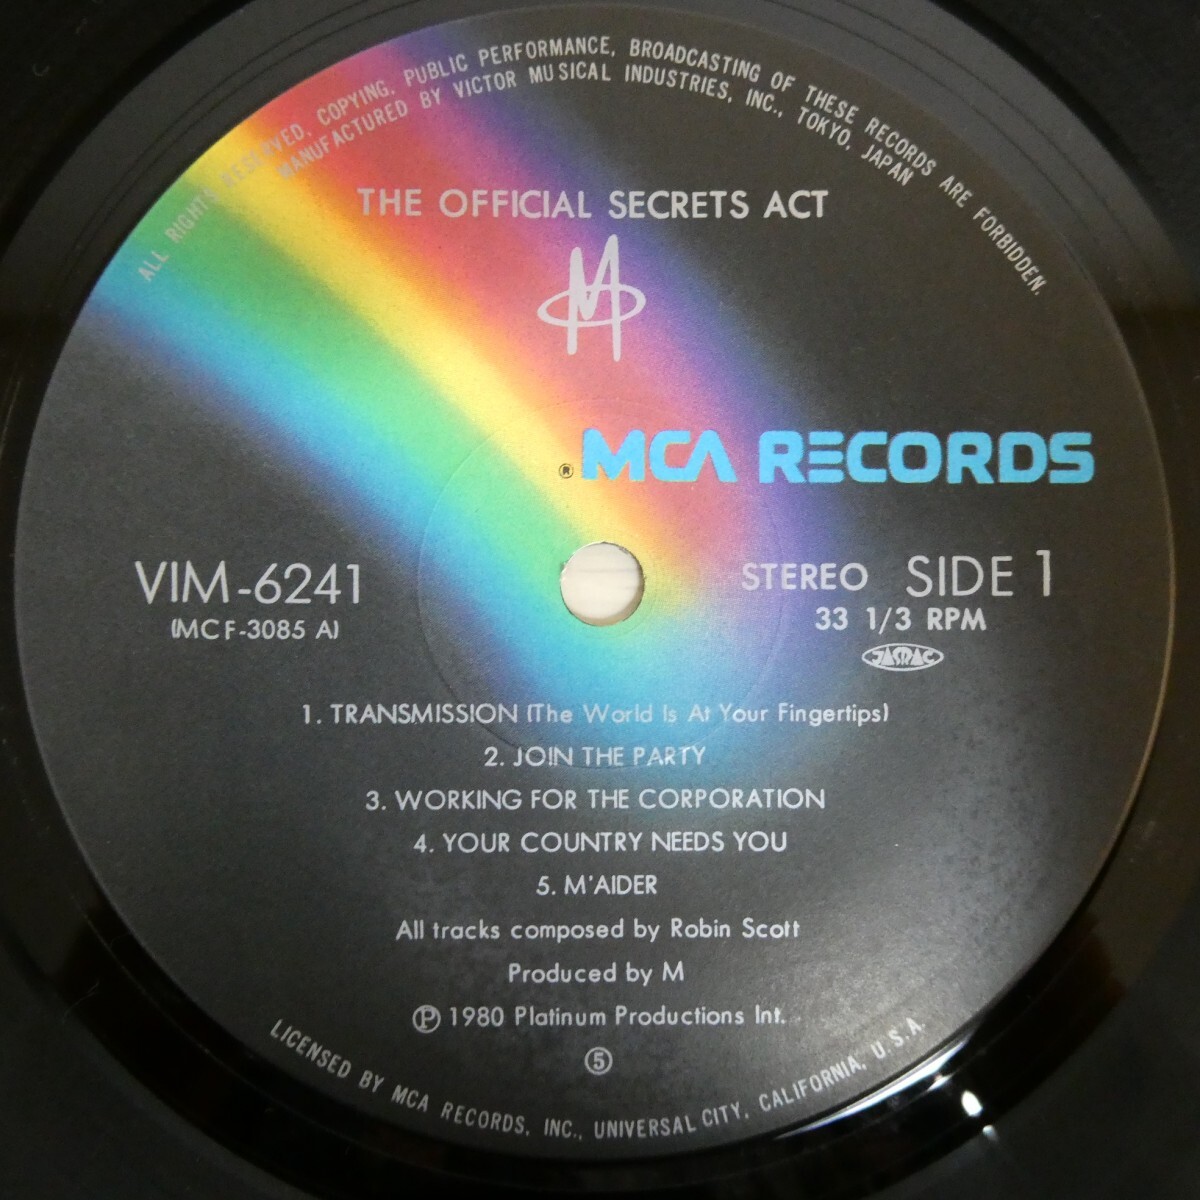 ALL RIGHTS RESERVED. COPYING. PUBLIC PERFORMANCE, BROADCASTING OF THESE RECORDS ARE FORBIDDEN.
MANUFACTURED BY VICTOR MUSICAL INDUSTRIES, INC., TOKYO, JAPAN
THE OFFICIAL SECRETS ACT
M
® MCA RECORDS
VIM-6241
(MCF-3085 A)
STEREO SIDE 1
33 1/3 RPM
JASRAC
1. TRANSMISSION (The World Is At Your Fingertips)
2. JOIN THE PARTY
3. WORKING FOR THE CORPORATION
4. YOUR COUNTRY NEEDS YOU
5. M'AIDER
All tracks composed by Robin Scott
Produced by M
℗ 1980 Platinum Productions Int.
⑤
LICENSED BY MCA RECORDS, INC., UNIVERSAL CITY, CALIFORNIA, U.S.A.